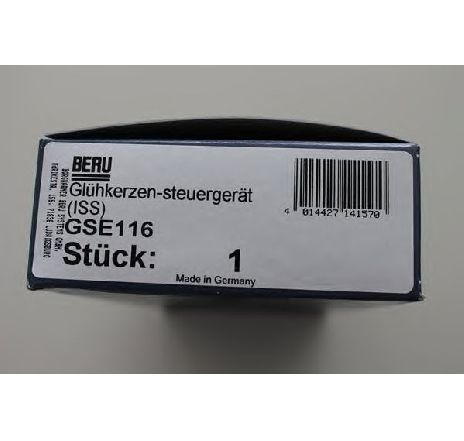 BERU
Glühkerzen-steuergerät
(ISS)
GSE116
Stück: 1
Made in Germany
4 014427 141570